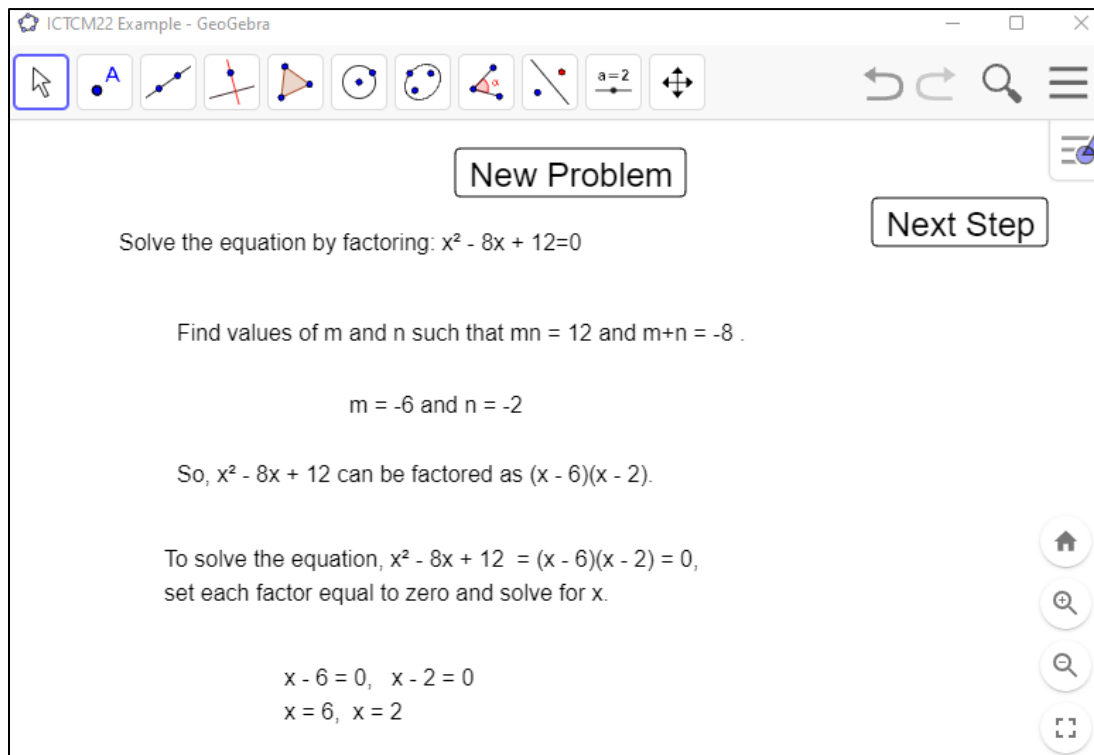 ICTCM22 Example - GeoGebra
A
α
a=2
New Problem
Next Step
Solve the equation by factoring: x² - 8x + 12=0
Find values of m and n such that mn = 12 and m+n = -8 .
m = -6 and n = -2
So, x² - 8x + 12 can be factored as (x - 6)(x - 2).
To solve the equation, x² - 8x + 12  = (x - 6)(x - 2) = 0,
set each factor equal to zero and solve for x.
x - 6 = 0,   x - 2 = 0
x = 6,  x = 2